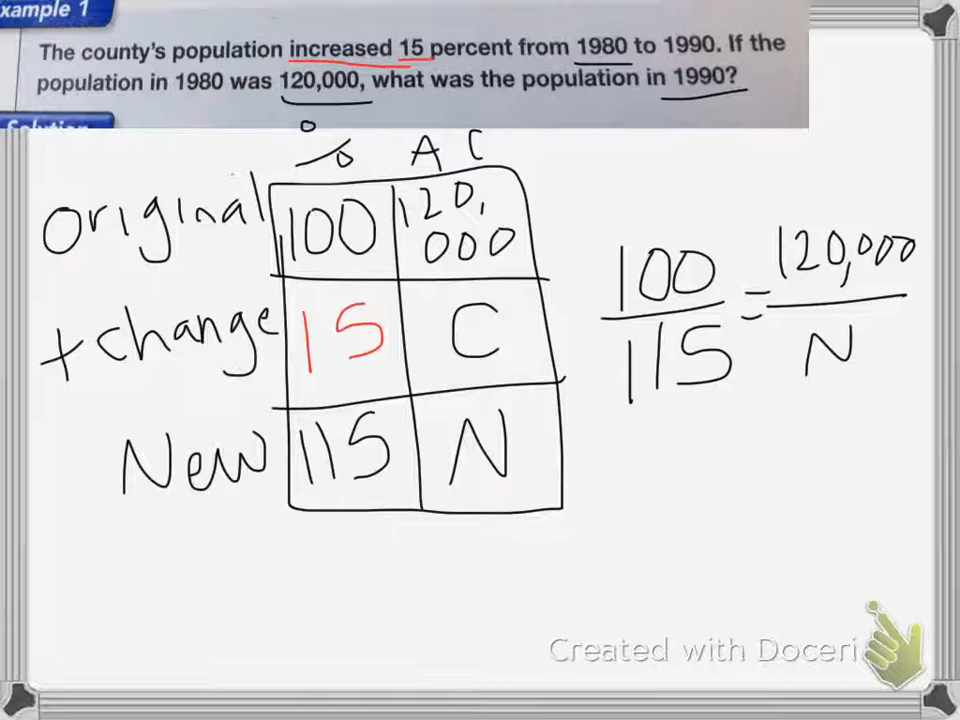 xample 1
The county's population increased 15 percent from 1980 to 1990. If the
population in 1980 was 120,000, what was the population in 1990?
Solution
% AC
original 100 120,
000
+change 15 C
New 115 N
100 = 120,000
115 N
Created with Doceri